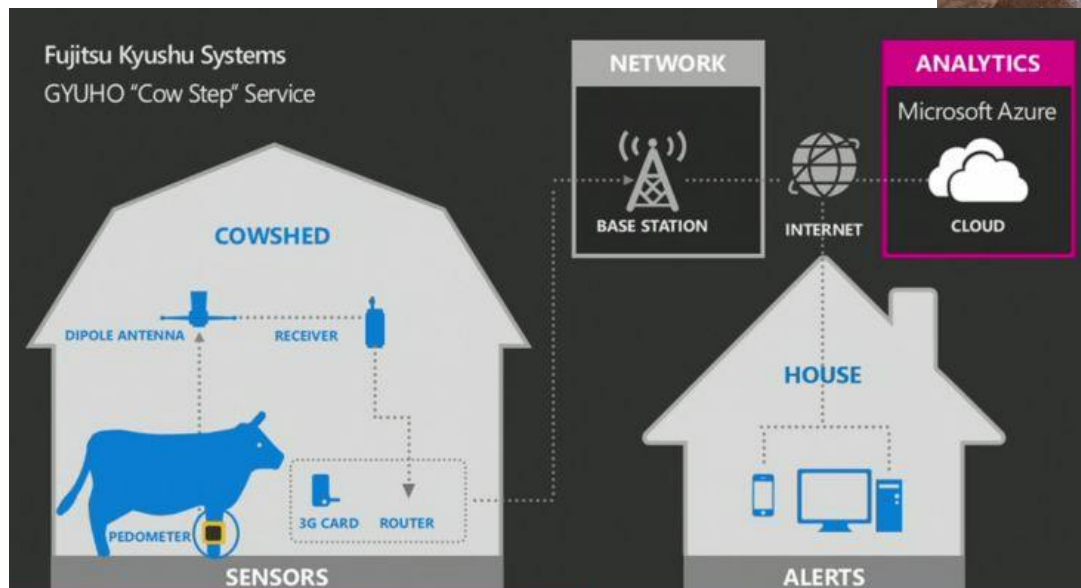 Fujitsu Kyushu Systems
GYUHO "Cow Step" Service
NETWORK
BASE STATION
INTERNET
ANALYTICS
Microsoft Azure
CLOUD
COWSHED
DIPOLE ANTENNA
RECEIVER
PEDOMETER
3G CARD
ROUTER
SENSORS
HOUSE
ALERTS